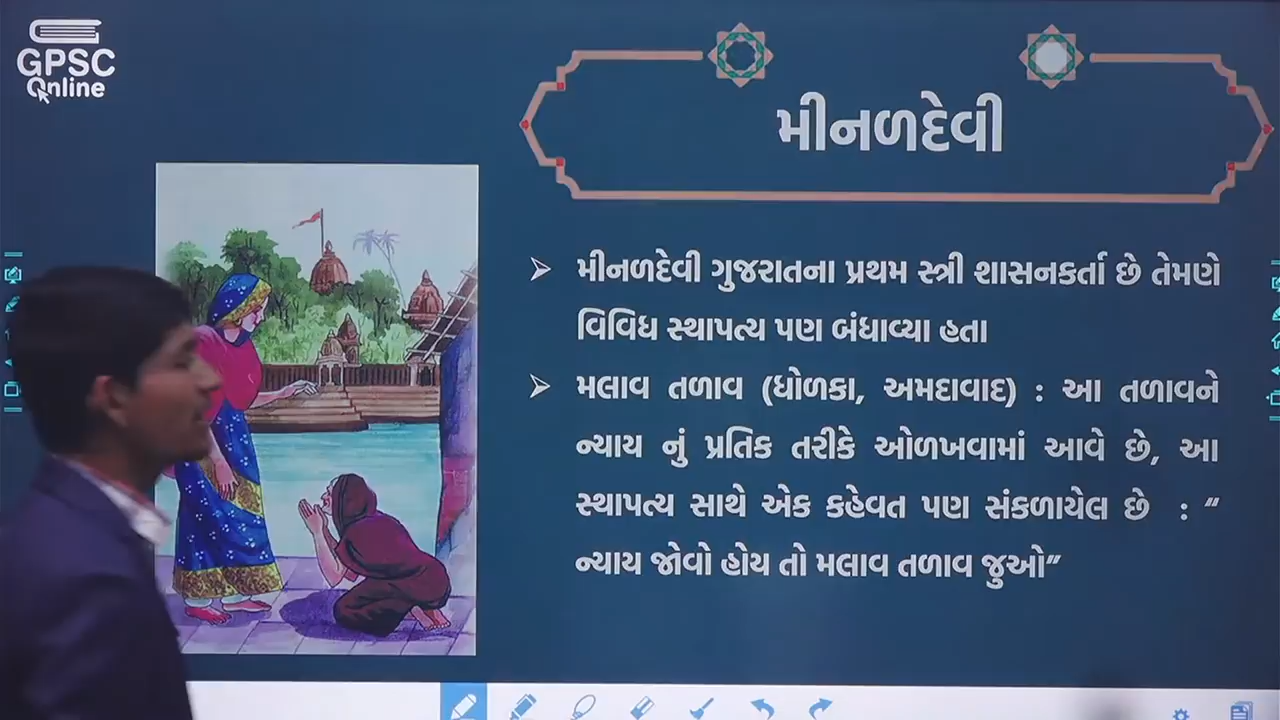 GPSC
Online
મીનળદેવી
➢ મીનળદેવી ગુજરાતના પ્રથમ સ્ત્રી શાસનકર્તા છે તેમણે
વિવિધ સ્થાપત્ય પણ બંધાવ્યા હતા
➢ મલાવ તળાવ (ધોળકા, અમદાવાદ) : આ તળાવને
ન્યાય નું પ્રતિક તરીકે ઓળખવામાં આવે છે, આ
સ્થાપત્ય સાથે એક કહેવત પણ સંકળાયેલ છે : “
ન્યાય જોવો હોય તો મલાવ તળાવ જુઓ”